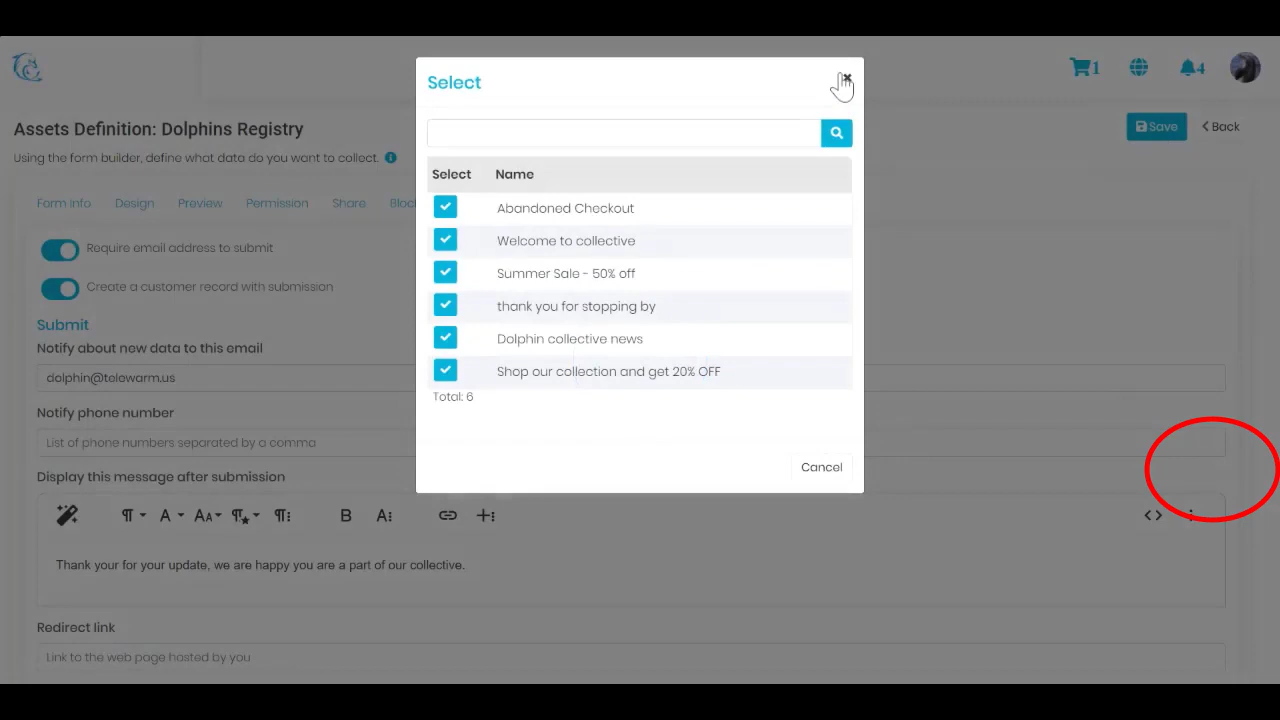 Select
1
4
Assets Definition: Dolphins Registry
Save
Back
Using the form builder, define what data do you want to collect.
Select Name
Form Info Design Preview Permission Share Bloc
Abandoned Checkout
Require email address to submit
Welcome to collective
Summer Sale - 50% off
Create a customer record with submission
thank you for stopping by
Submit
Dolphin collective news
Notify about new data to this email
Shop our collection and get 20% OFF
dolphin@telewarm.us
Total: 6
Notify phone number
List of phone numbers separated by a comma
Cancel
Display this message after submission
Thank your for your update, we are happy you are a part of our collective.
Redirect link
Link to the web page hosted by you